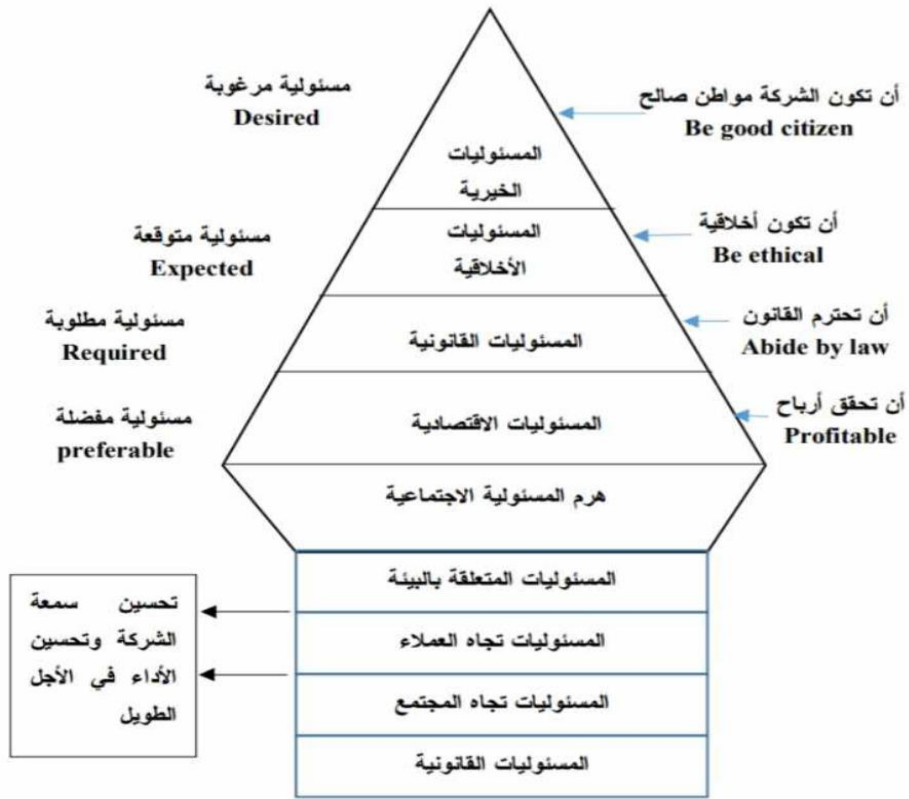 مسئولية مرغوبة
Desired
أن تكون الشركة مواطن صالح
Be good citizen
المسئوليات
الخيرية
مسئولية متوقعة
Expected
المسئوليات
الأخلاقية
أن تكون أخلاقية
Be ethical
مسئولية مطلوبة
Required
المسئوليات القانونية
أن تحترم القانون
Abide by law
مسئولية مفضلة
preferable
المسئوليات الاقتصادية
أن تحقق أرباح
Profitable
هرم المسئولية الاجتماعية
المسئوليات المتعلقة بالبيئة
المسئوليات تجاه العملاء
المسئوليات تجاه المجتمع
المسئوليات القانونية
تحسين سمعة
الشركة وتحسين
الأداء في الأجل
الطويل